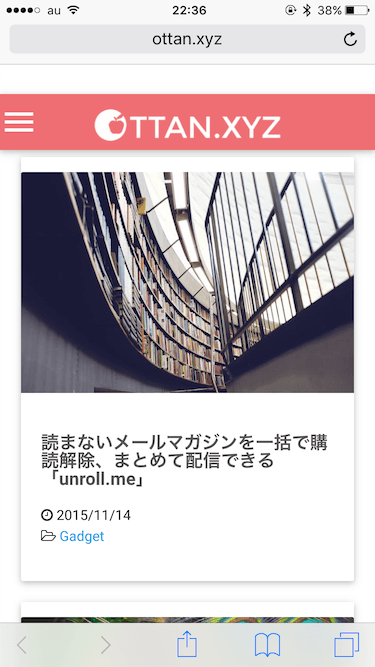 au 22:36 38%
ottan.xyz
OTTAN.XYZ
読まないメールマガジンを一括で購
読解除、まとめて配信できる
「unroll.me」
2015/11/14
Gadget